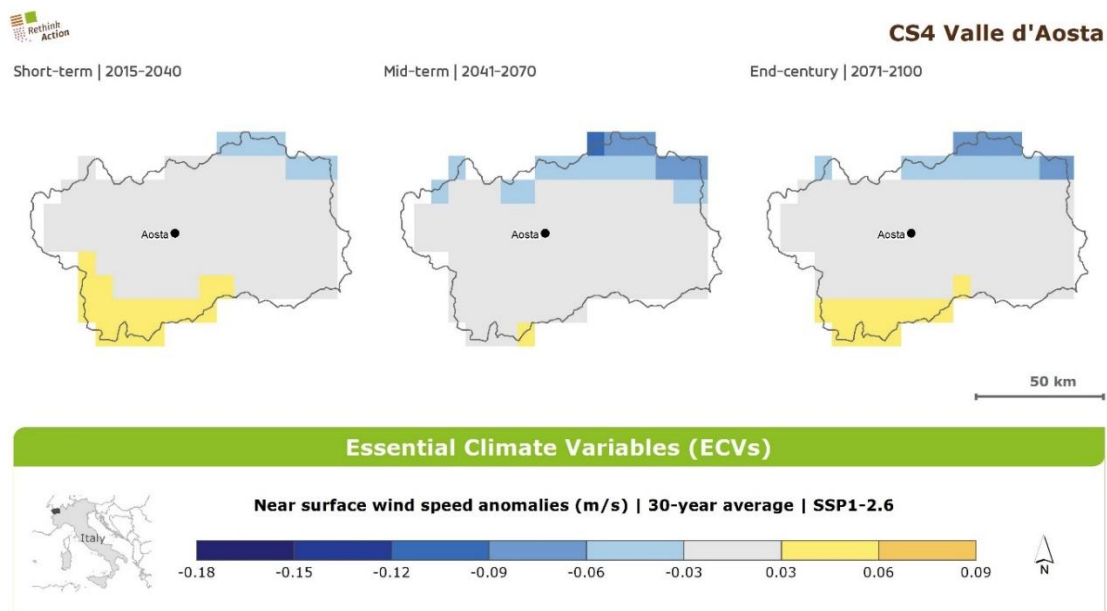 Rethink
Action
CS4 Valle d'Aosta
Short-term | 2015-2040
Mid-term | 2041-2070
End-century | 2071-2100
Aosta
Aosta
Aosta
50 km
Essential Climate Variables (ECVs)
Near surface wind speed anomalies (m/s) | 30-year average | SSP1-2.6
Italy
-0.18 -0.15 -0.12 -0.09 -0.06 -0.03 0.03 0.06 0.09
N